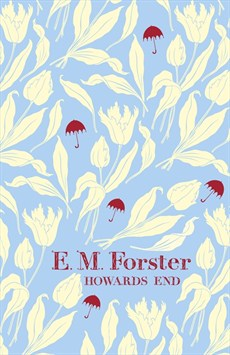 E. M. Forster
HOWARDS END